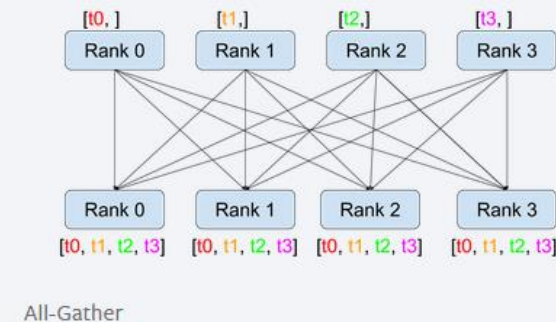 [t0, ] [t1,] [t2,] [t3, ]
Rank 0 Rank 1 Rank 2 Rank 3
Rank 0 Rank 1 Rank 2 Rank 3
[t0, t1, t2, t3] [t0, t1, t2, t3] [t0, t1, t2, t3] [t0, t1, t2, t3]
All-Gather